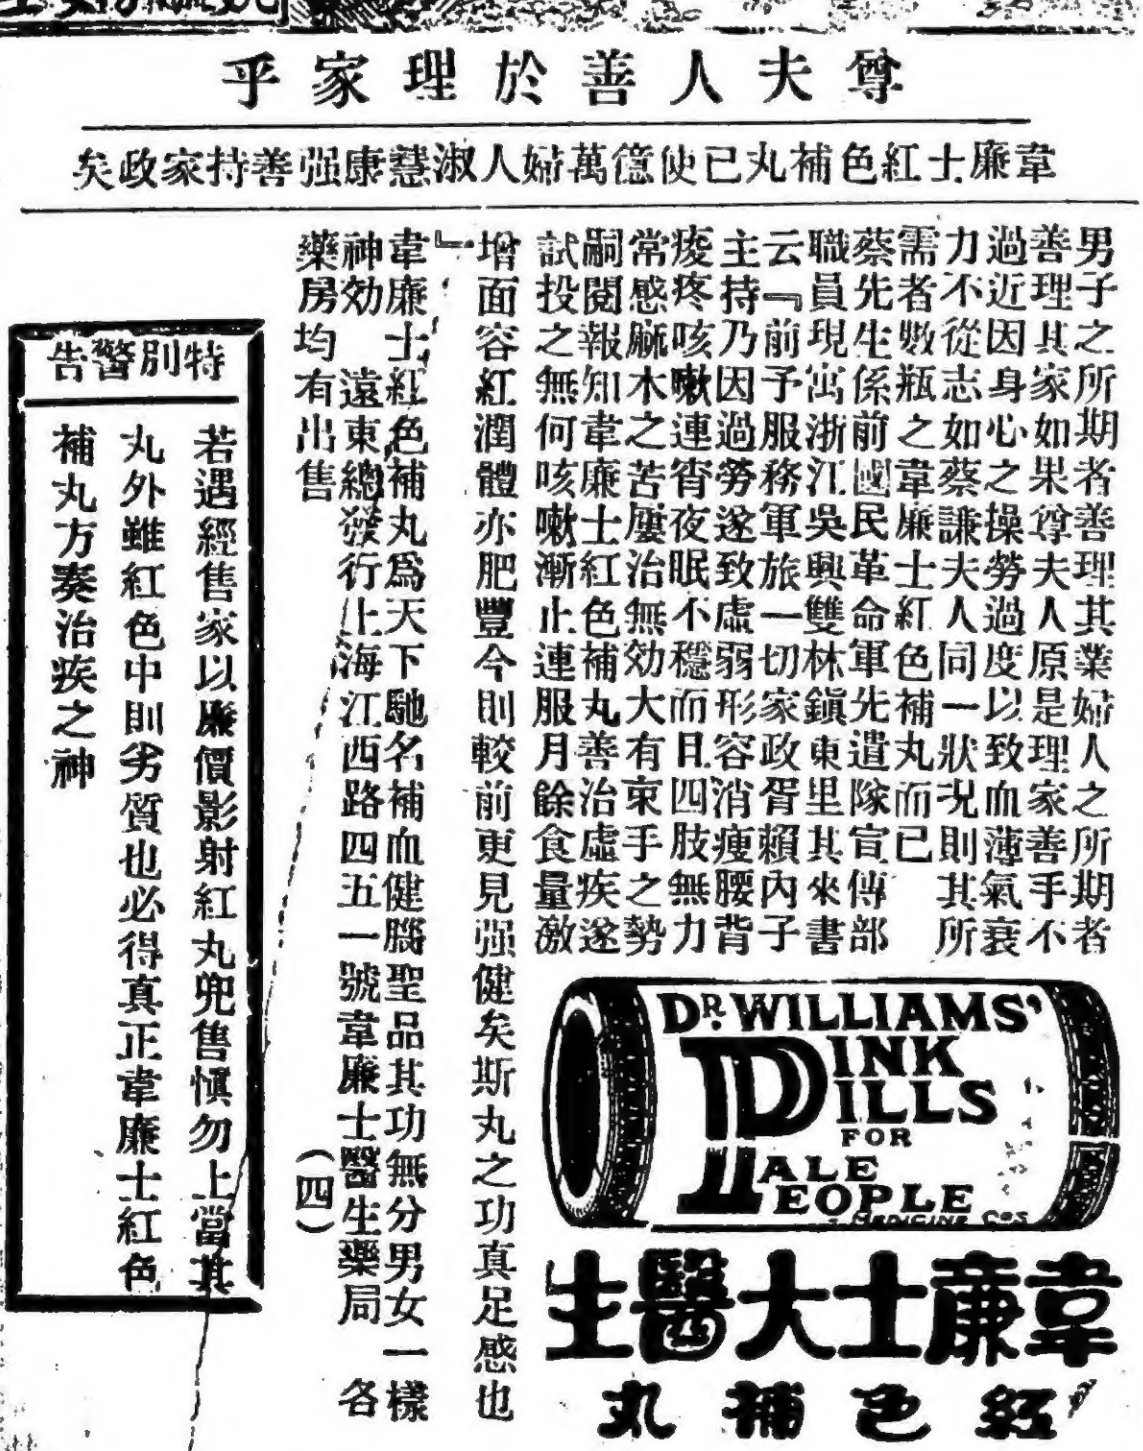 尊夫人善於理家乎
韋廉士紅色補丸已使億萬婦人淑慧康强善持家政矣
男子之所期者善理其業婦人之所期者
善理其家如果尊夫人原是理家善手不
過近因身心之操勞過度以致血薄氣衰
力不從志如蔡謙夫人同一狀况則其所
需者數瓶之韋廉士紅色補丸而已
蔡先生係前國民革命軍先遣隊宣傳部
職員現寓浙江吳興雙林鎭東里其來書
云『前予服務軍旅一切家政胥賴內子
主持乃因過勞遂致虛弱形容消瘦腰背
痠疼咳嗽連宵夜眠不穩而且四肢無力
常感麻木之苦屢治無効大有束手之勢
嗣閱報知韋廉士紅色補丸善治虛疾遂
試投之無何咳嗽漸止連服月餘食量激
增面容紅潤體亦肥豐今則較前更見强健矣斯丸之功真足感也
』
韋廉士紅色補丸爲天下馳名補血健腦聖品其功無分男女一樣
神効 遠東總發行上海江西路四五一號韋廉士醫生藥局 各
藥房均有出售 (四)
特別警告
若遇經售家以廉價影射紅丸兜售愼勿上當其
丸外雖紅色中則劣質也必得真正韋廉士紅色
補丸方奏治疾之神
DR. WILLIAMS'
PINK
PILLS
FOR
PALE
PEOPLE
MEDICINE COS
韋廉士大醫生
紅色補丸